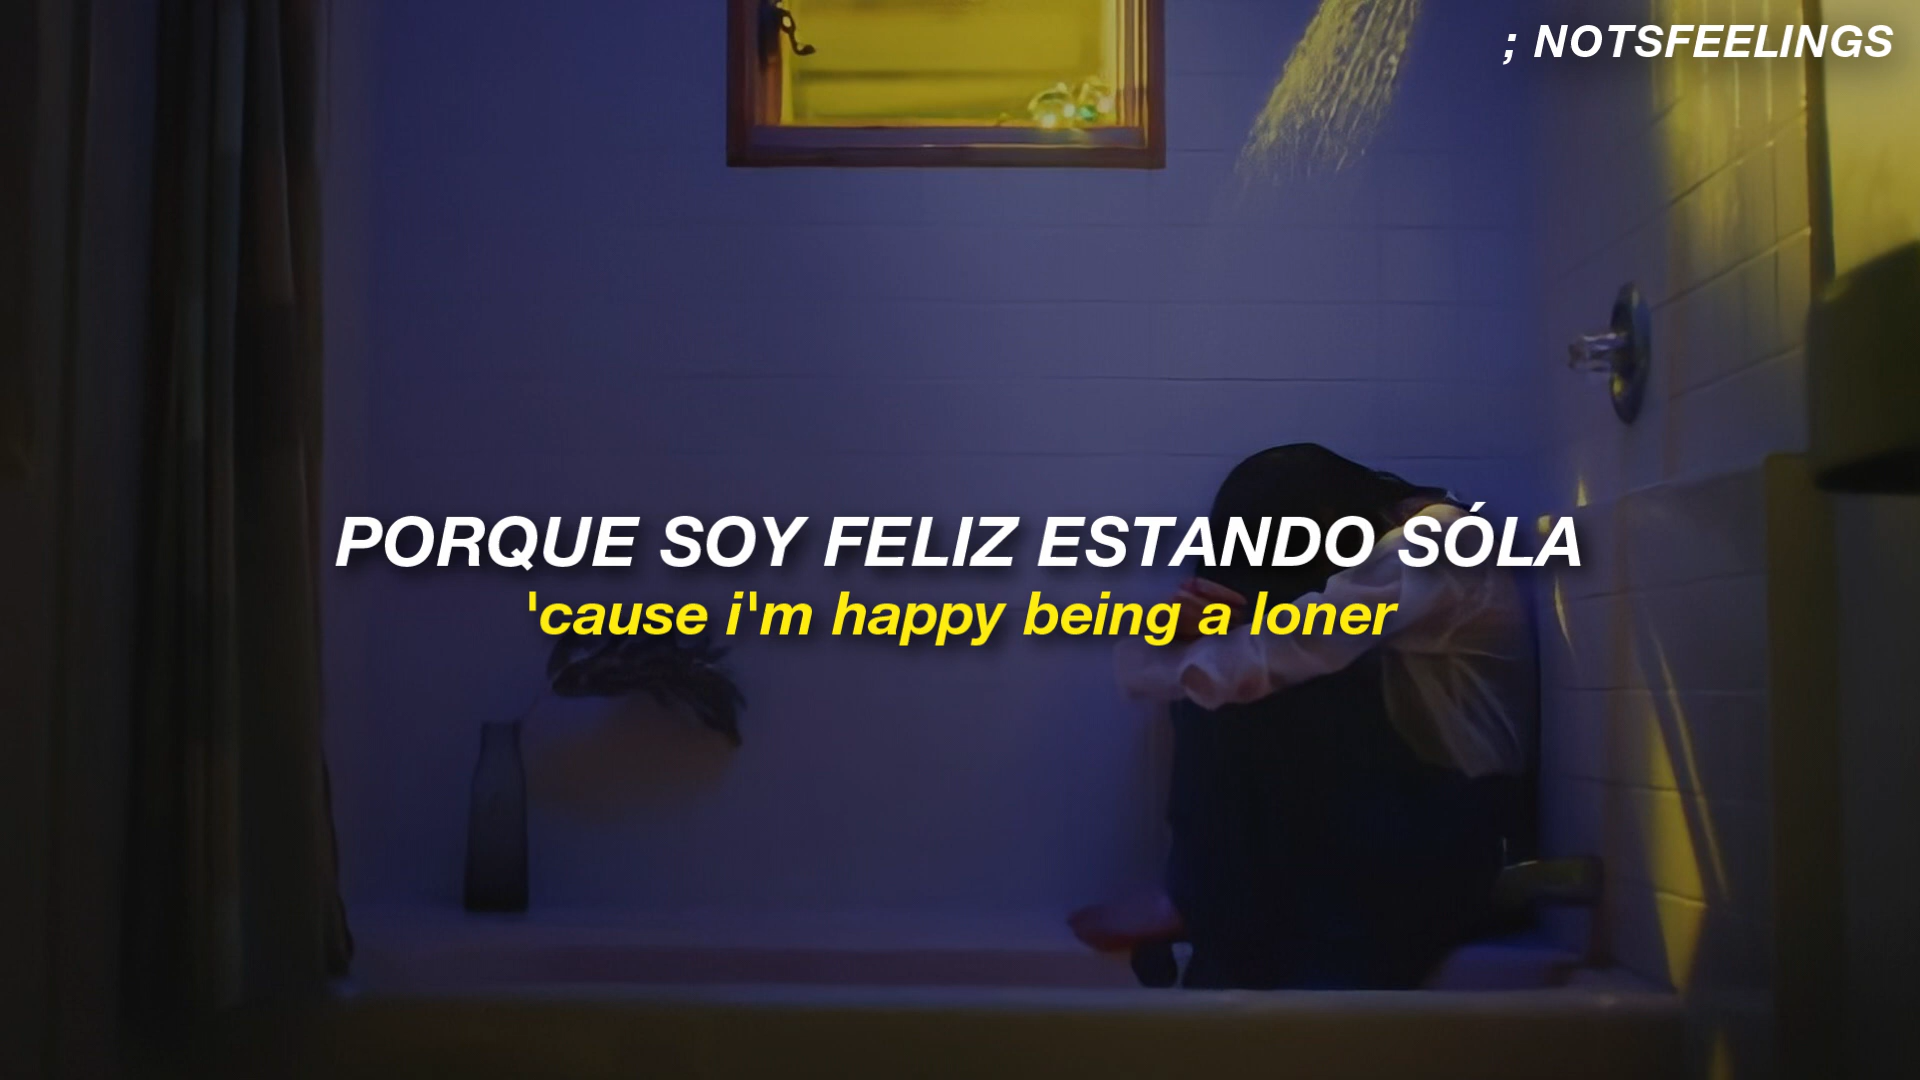 ; NOTSFEELINGS
PORQUE SOY FELIZ ESTANDO SÓLA
'cause i'm happy being a loner